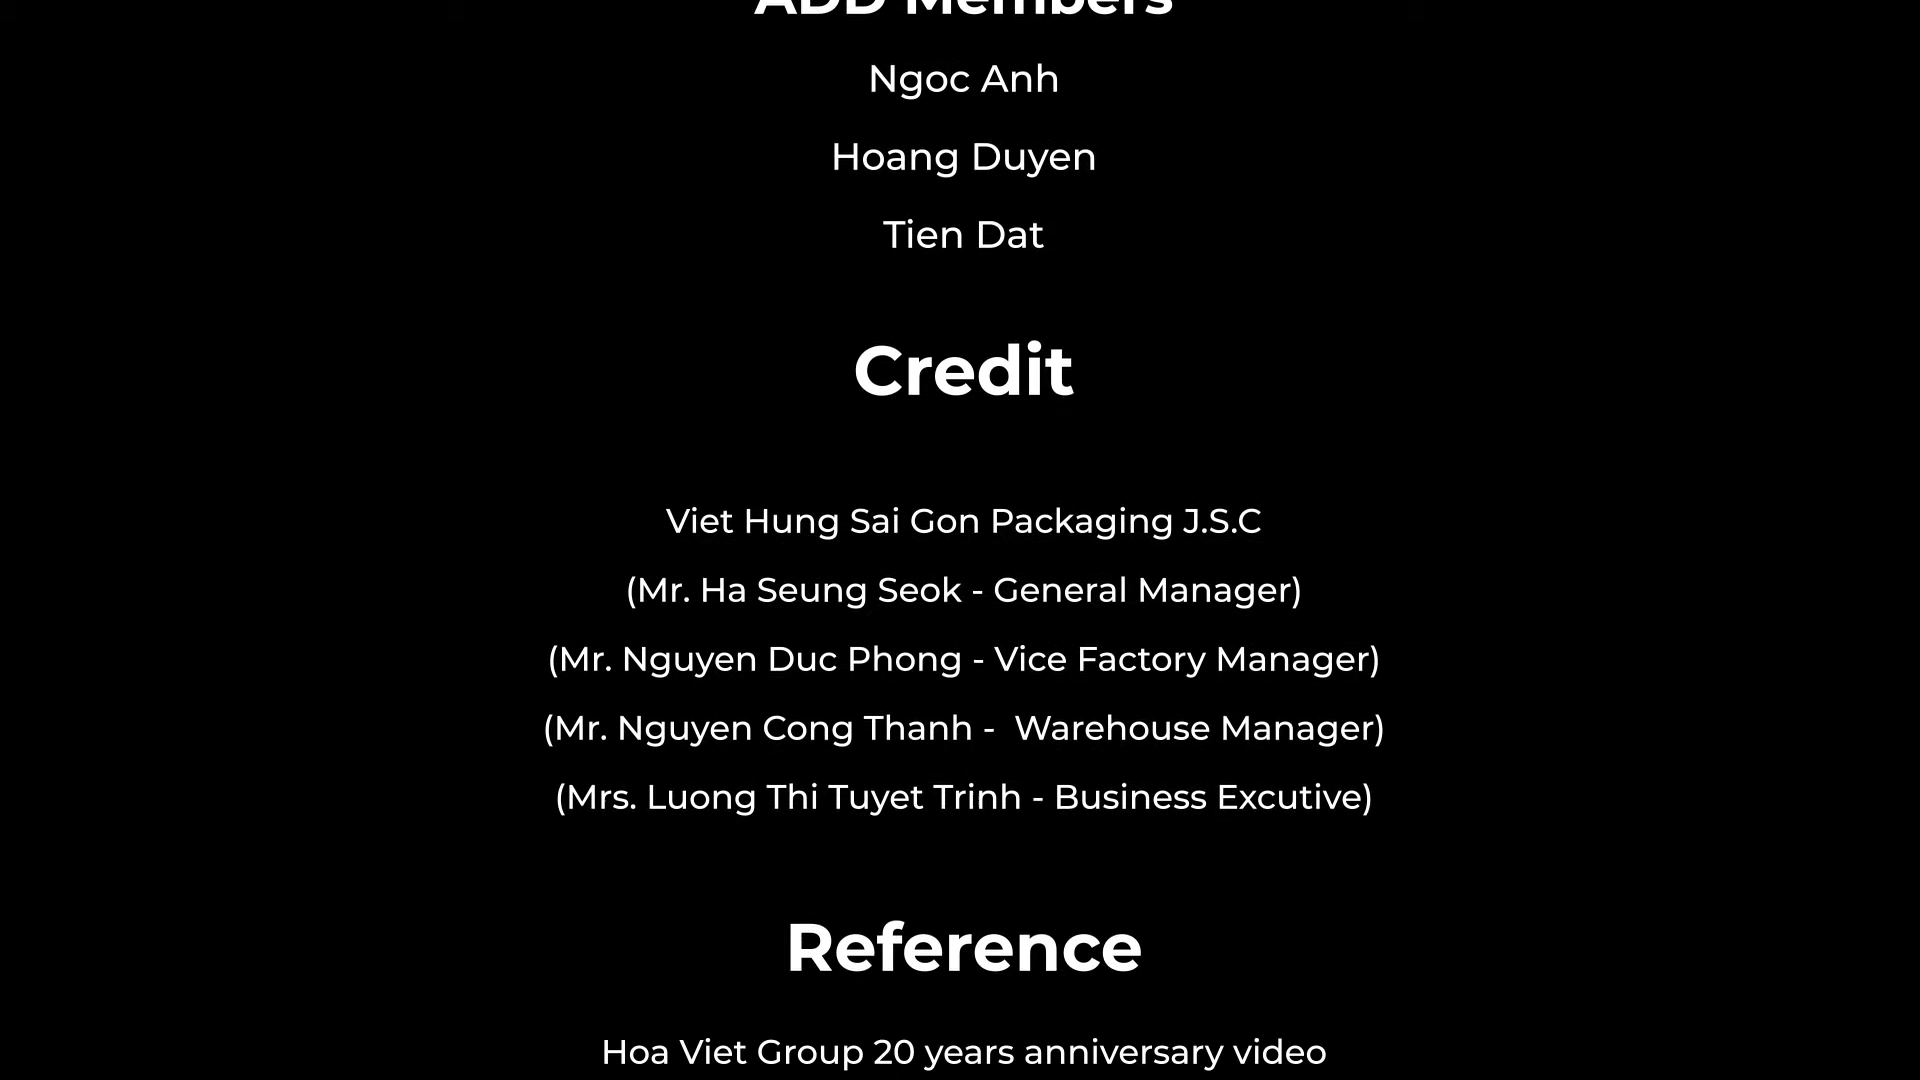 ADD Members
Ngoc Anh
Hoang Duyen
Tien Dat
Credit
Viet Hung Sai Gon Packaging J.S.C
(Mr. Ha Seung Seok - General Manager)
(Mr. Nguyen Duc Phong - Vice Factory Manager)
(Mr. Nguyen Cong Thanh -  Warehouse Manager)
(Mrs. Luong Thi Tuyet Trinh - Business Excutive)
Reference
Hoa Viet Group 20 years anniversary video